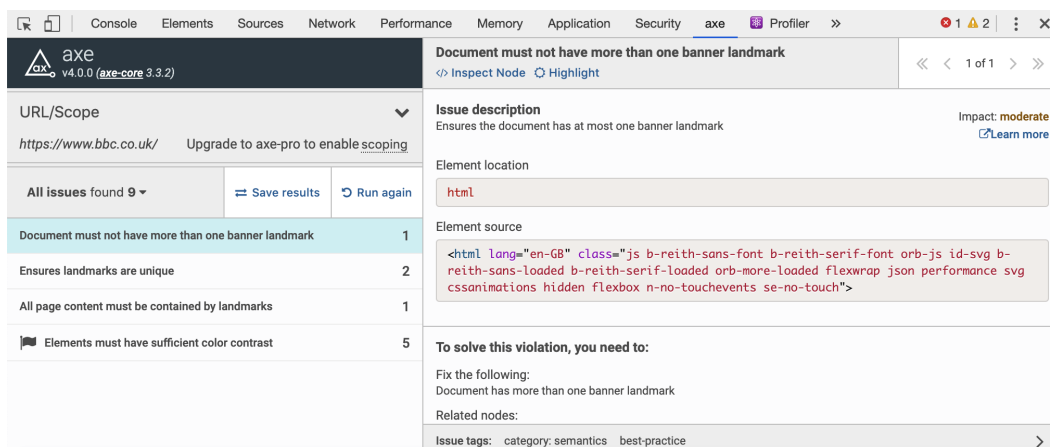 Console Elements Sources Network Performance Memory Application Security axe Profiler » 1 2
axe
v4.0.0 (axe-core 3.3.2)
URL/Scope
https://www.bbc.co.uk/ Upgrade to axe-pro to enable scoping
All issues found 9 Save results Run again
Document must not have more than one banner landmark 1
Ensures landmarks are unique 2
All page content must be contained by landmarks 1
Elements must have sufficient color contrast 5
Document must not have more than one banner landmark
</> Inspect Node Highlight
1 of 1
Issue description
Ensures the document has at most one banner landmark
Impact: moderate
Learn more
Element location
html
Element source
<html lang="en-GB" class="js b-reith-sans-font b-reith-serif-font orb-js id-svg b-
reith-sans-loaded b-reith-serif-loaded orb-more-loaded flexwrap json performance svg
cssanimations hidden flexbox n-no-touchevents se-no-touch">
To solve this violation, you need to:
Fix the following:
Document has more than one banner landmark
Related nodes:
Issue tags: category: semantics best-practice